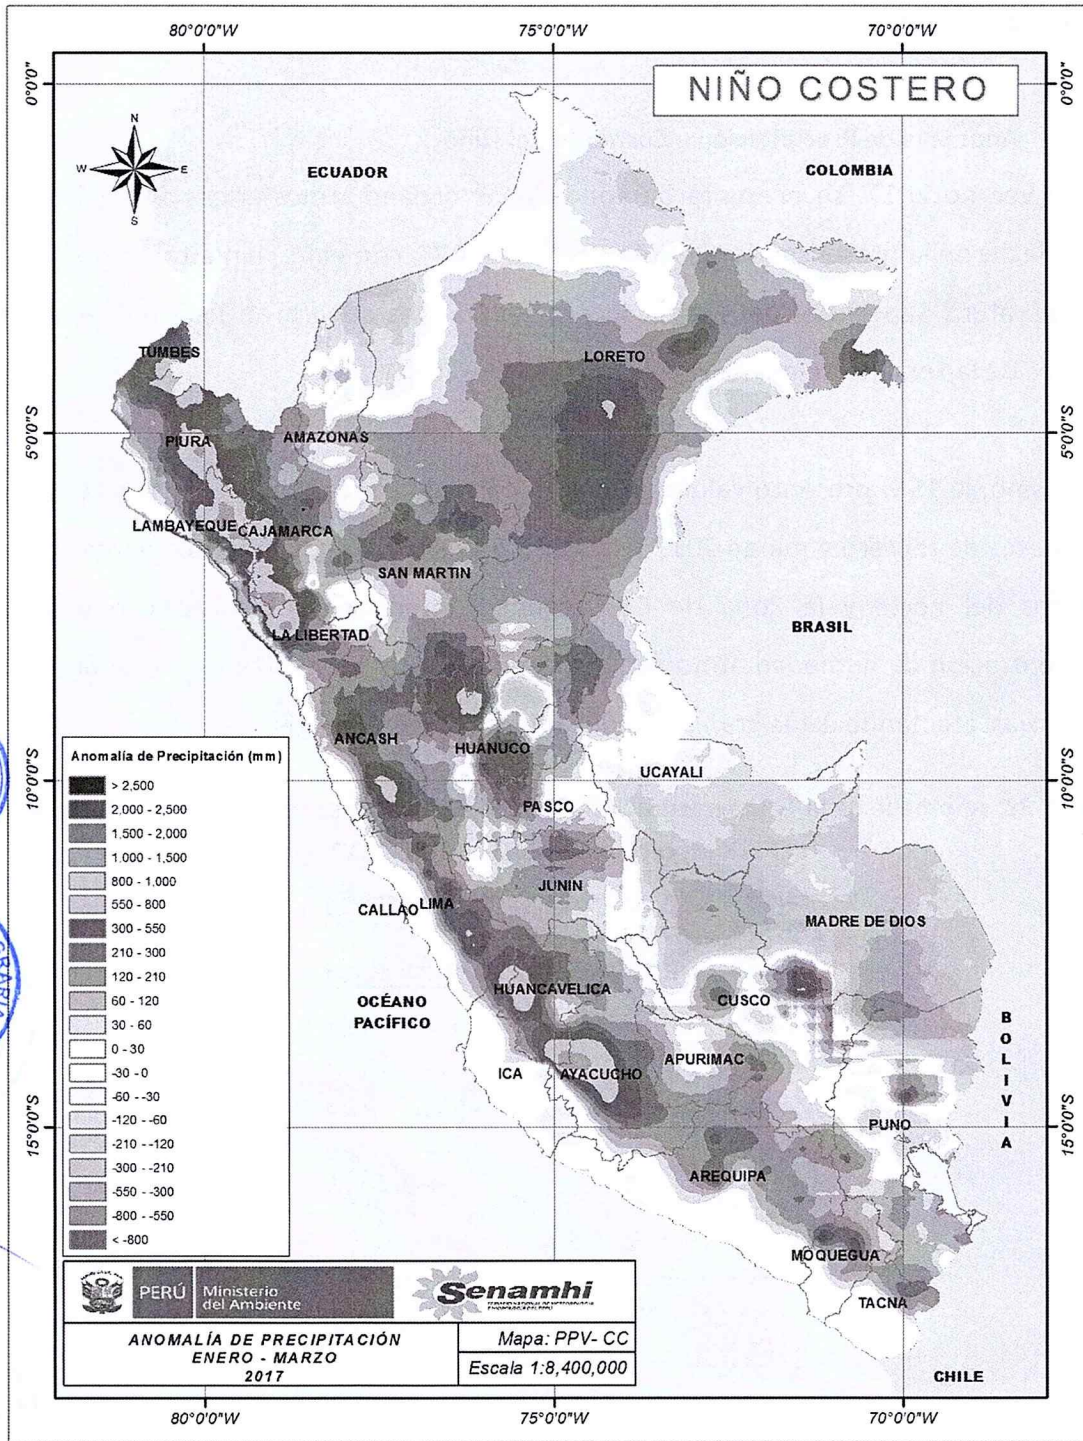 80°0'0"W 75°0'0"W 70°0'0"W
NIÑO COSTERO
0°0'0" 0°0'0"
N
W E
S
ECUADOR
COLOMBIA
TUMBES
LORETO
5°0'0"S 5°0'0"S
PIURA
AMAZONAS
LAMBAYEQUE
CAJAMARCA
SAN MARTIN
LA LIBERTAD
BRASIL
ANCASH
HUANUCO
UCAYALI
10°0'0"S 10°0'0"S
PASCO
JUNIN
LIMA
CALLAO
MADRE DE DIOS
HUANCAVELICA
CUSCO
OCÉANO
PACÍFICO
ICA
AYACUCHO
APURIMAC
BOLIVIA
PUNO
15°0'0"S 15°0'0"S
AREQUIPA
MOQUEGUA
TACNA
CHILE
Anomalía de Precipitación (mm)
> 2,500
2,000 - 2,500
1,500 - 2,000
1,000 - 1,500
800 - 1,000
550 - 800
300 - 550
210 - 300
120 - 210
60 - 120
30 - 60
0 - 30
-30 - 0
-60 - -30
-120 - -60
-210 - -120
-300 - -210
-550 - -300
-800 - -550
< -800
PERÚ Ministerio
del Ambiente
Senamhi
ANOMALÍA DE PRECIPITACIÓN
ENERO - MARZO
2017
Mapa: PPV- CC
Escala 1:8,400,000
80°0'0"W 75°0'0"W 70°0'0"W